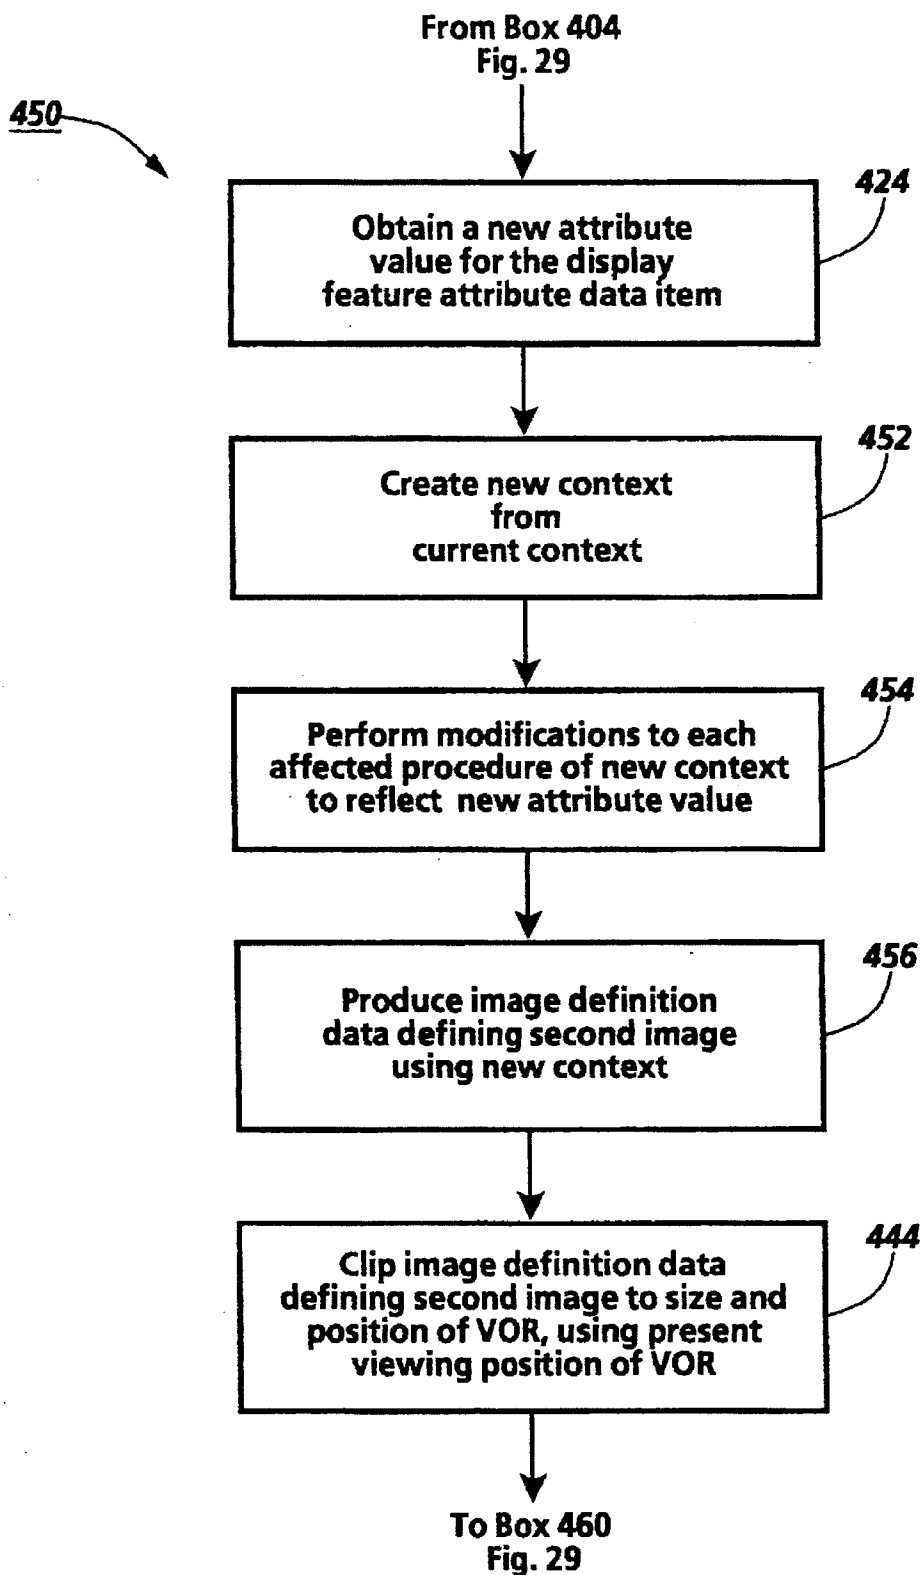 From Box 404
Fig. 29
450
424
Obtain a new attribute
value for the display
feature attribute data item
452
Create new context
from
current context
454
Perform modifications to each
affected procedure of new context
to reflect new attribute value
456
Produce image definition
data defining second image
using new context
444
Clip image definition data
defining second image to size and
position of VOR, using present
viewing position of VOR
To Box 460
Fig. 29